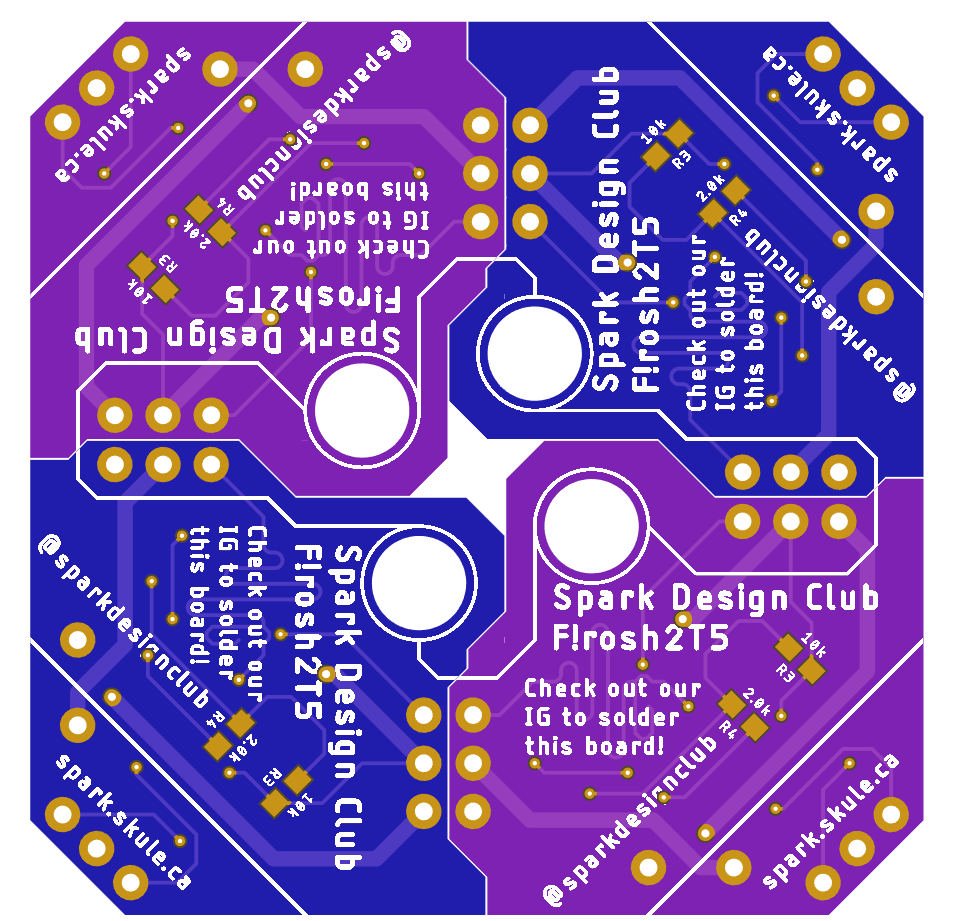 spark.skule.ca
@sparkdesignclub
R4
2.0k
R3
10k
Check out our
IG to solder
this board!
F!rosh2T5
Spark Design Club
spark.skule.ca
@sparkdesignclub
10k
R3
2.0k
R4
Spark Design Club
F!rosh2T5
Check out our
IG to solder
this board!
@sparkdesignclub
spark.skule.ca
Spark Design Club
F!rosh2T5
Check out our
IG to solder
this board!
R4
2.0k
R3
10k
Spark Design Club
F!rosh2T5
Check out our
IG to solder
this board!
10k
R3
2.0k
R4
@sparkdesignclub
spark.skule.ca